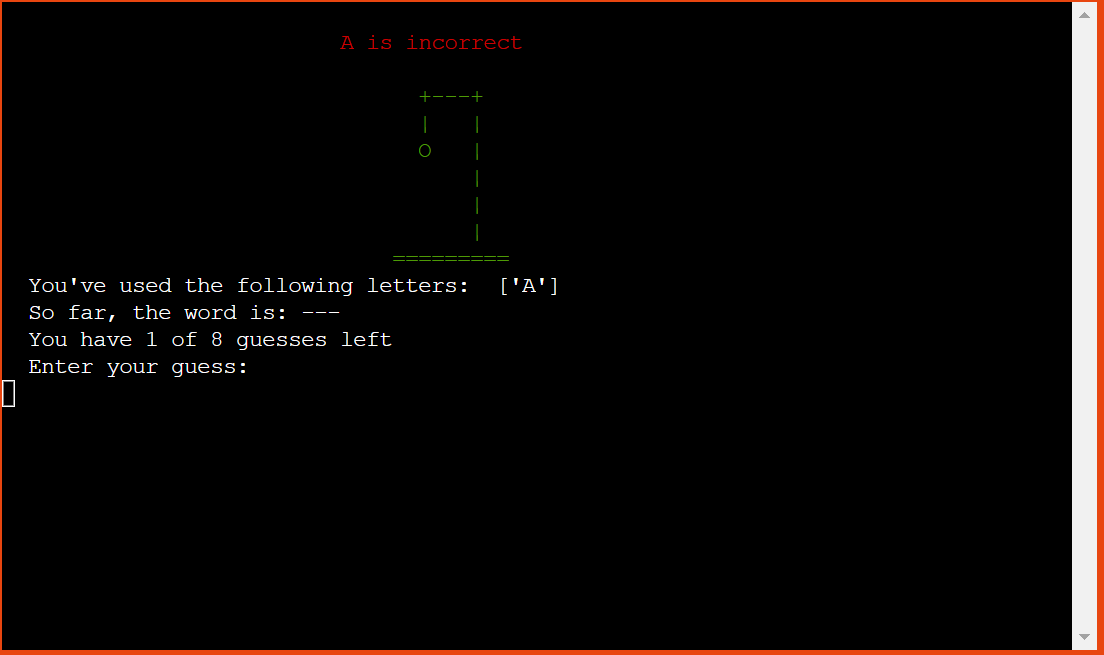 A is incorrect
+---+
|   |
O   |
    |
    |
    |
=========
You've used the following letters:  ['A']
So far, the word is: ---
You have 1 of 8 guesses left
Enter your guess: